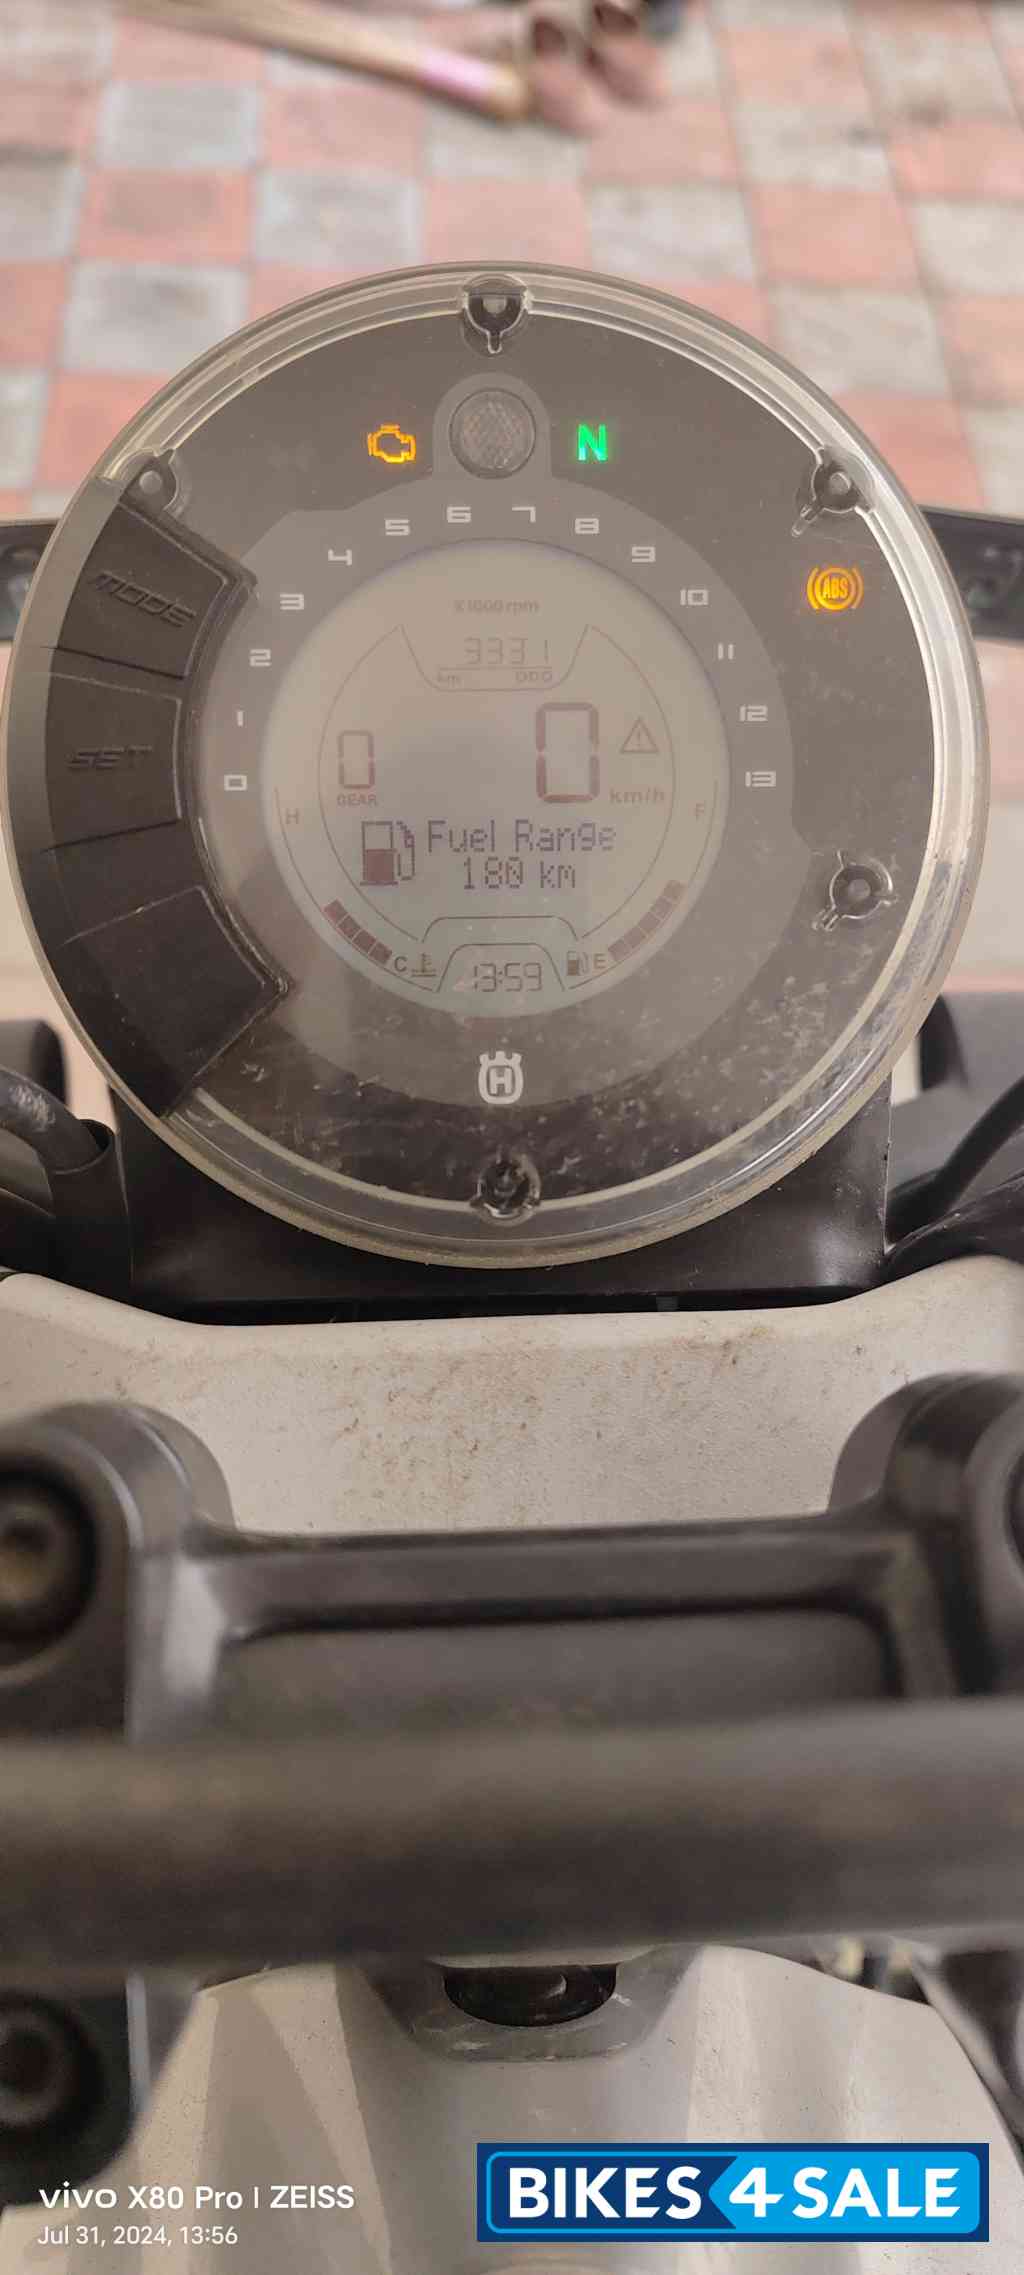 N
5 6 7 8
4 9
3 10
2 11
1 12
0 13
ABS
MODE
SET
X1000 rpm
3331
km ODO
0 0
GEAR km/h
H F
Fuel Range
180 km
C E
13:59
H
vivo X80 Pro | ZEISS
Jul 31, 2024, 13:56
BIKES4SALE